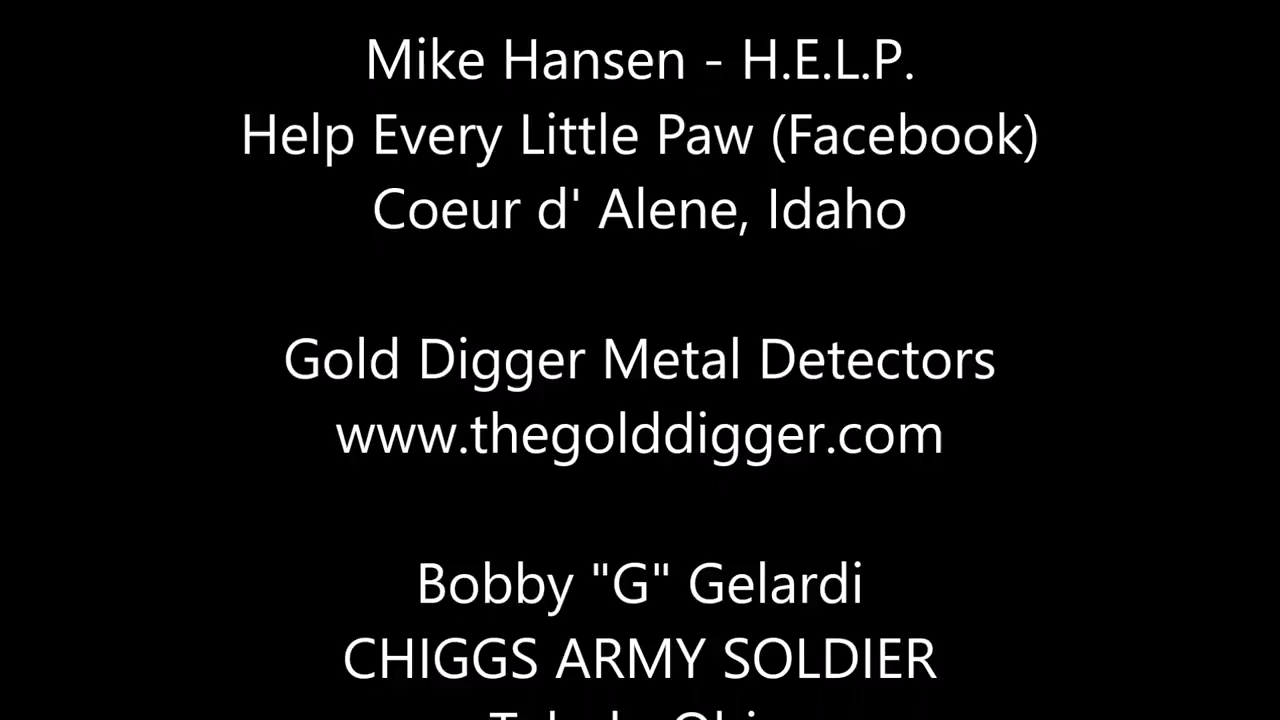 Mike Hansen - H.E.L.P.
Help Every Little Paw (Facebook)
Coeur d' Alene, Idaho
Gold Digger Metal Detectors
www.thegolddigger.com
Bobby "G" Gelardi
CHIGGS ARMY SOLDIER